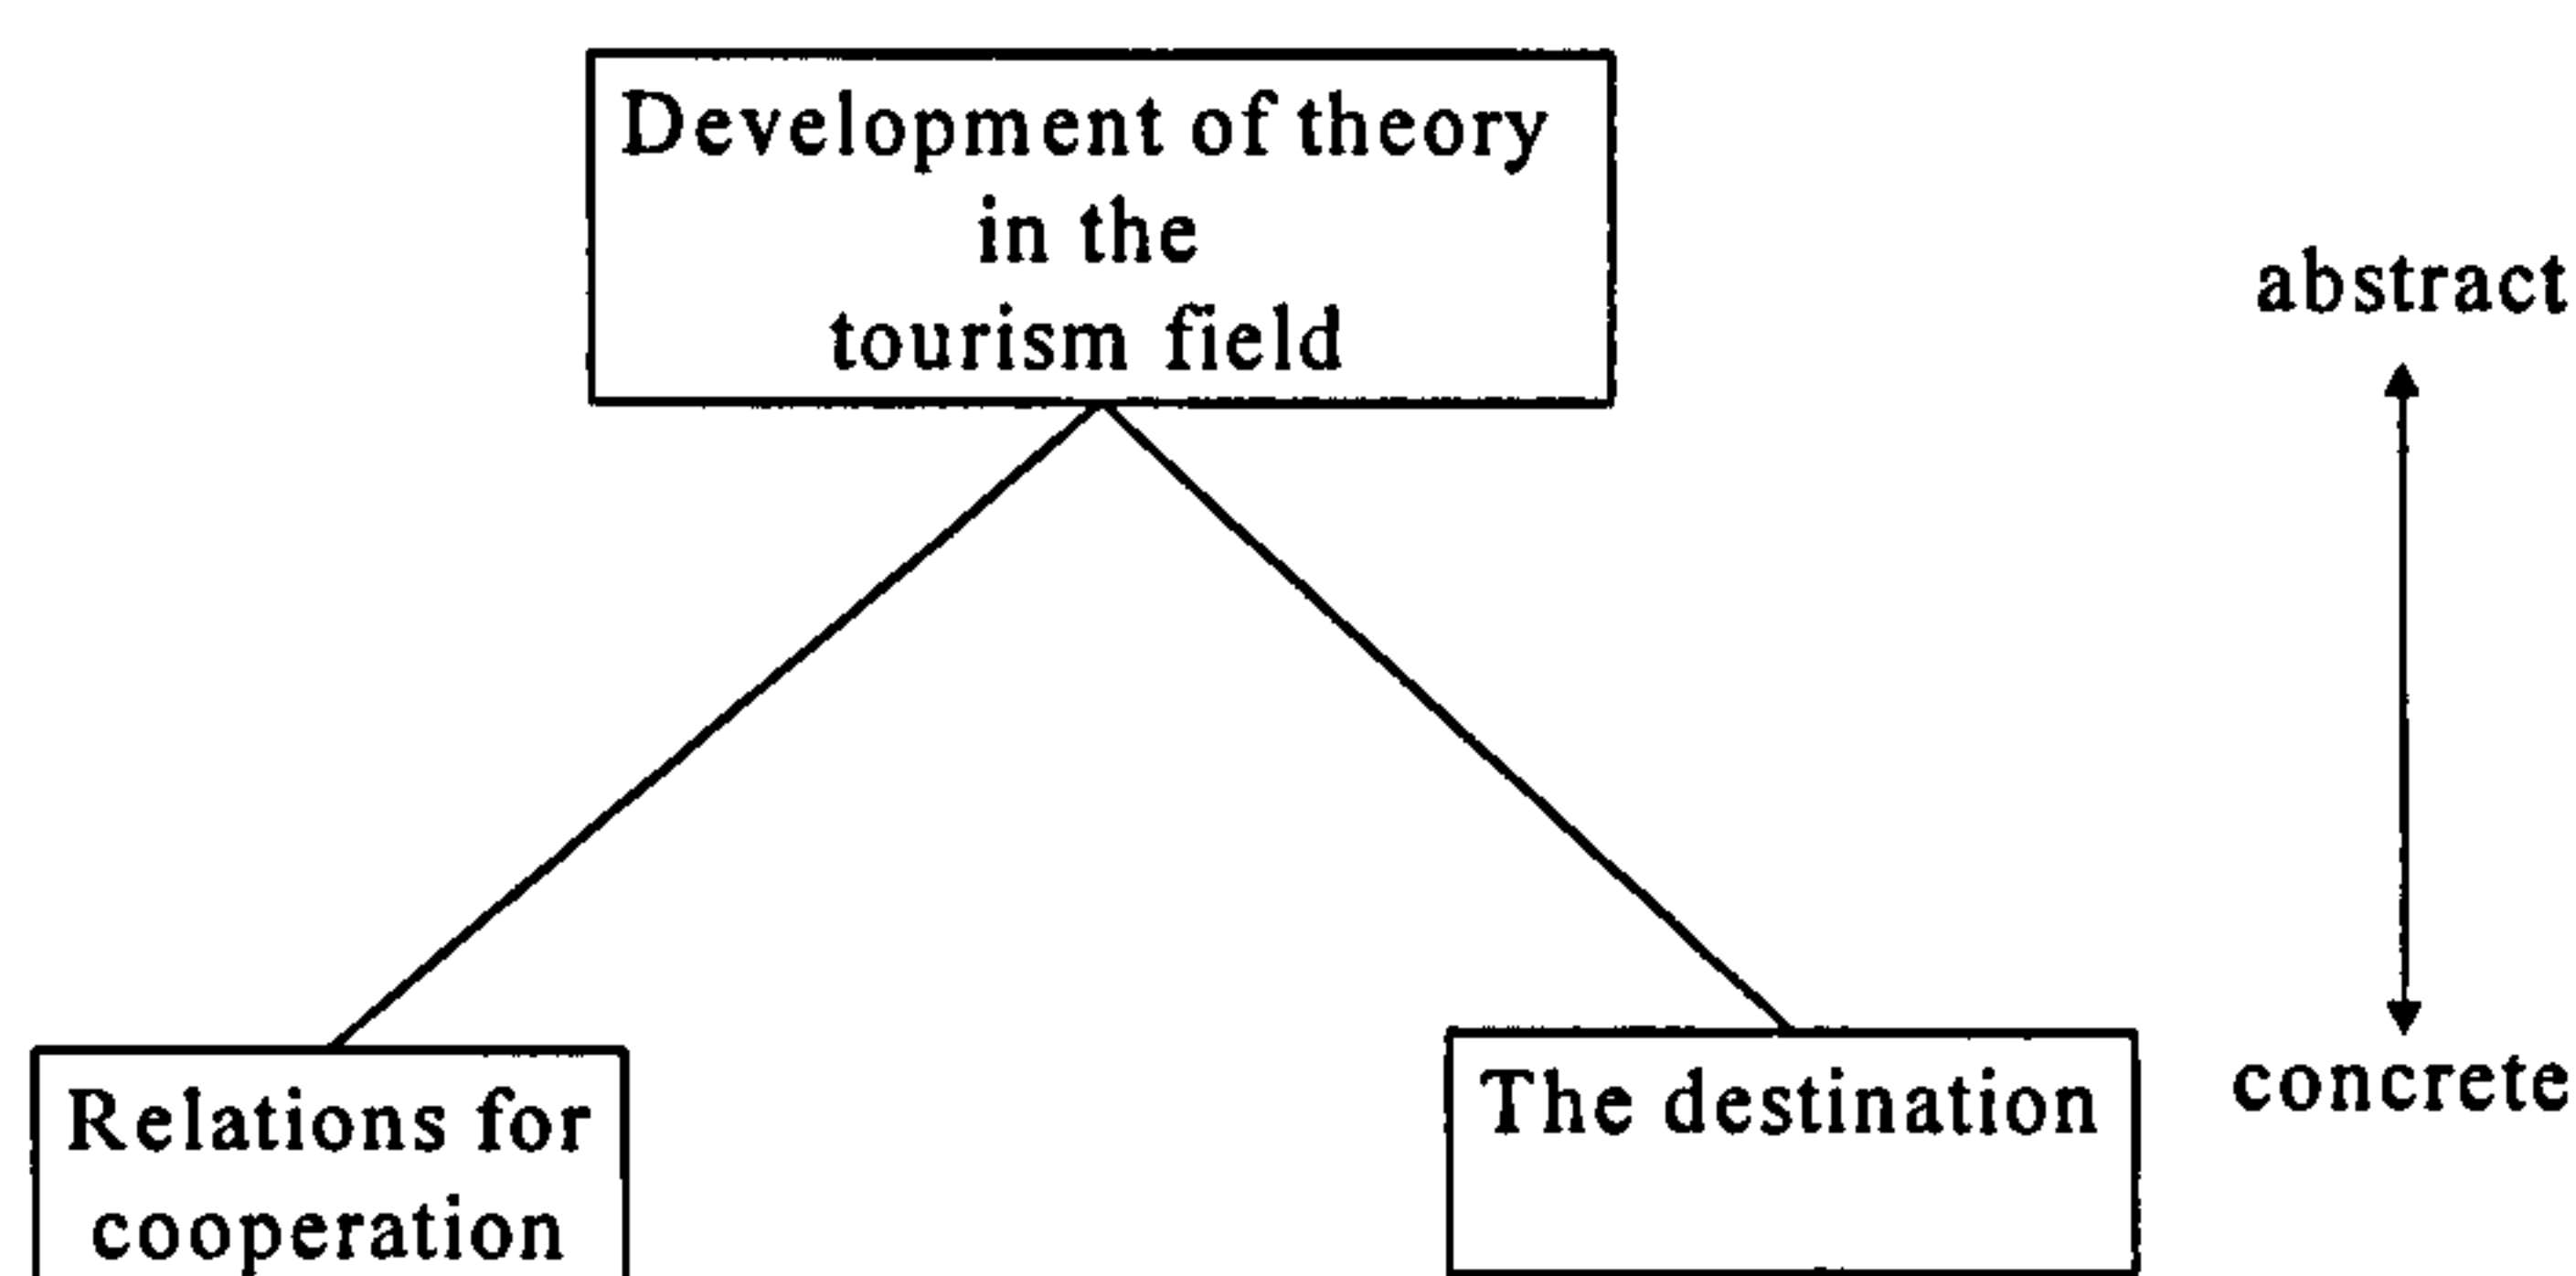 Development of theory
in the
tourism field
abstract
concrete
Relations for
cooperation
The destination